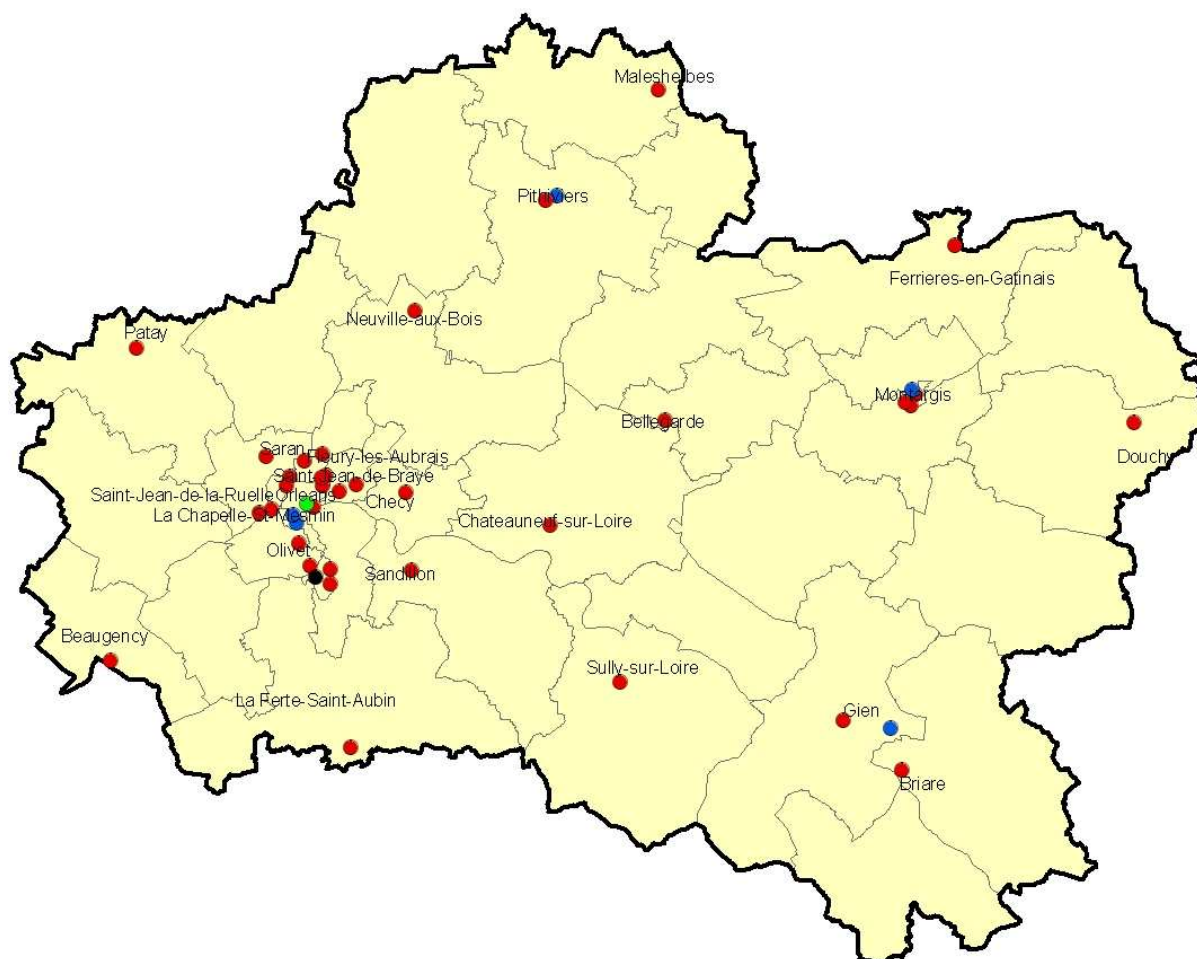 Malesherbes
Pithiviers
Ferrieres-en-Gatinais
Neuville-aux-Bois
Patay
Montargis
Bellegarde
Saran
Fleury-les-Aubrais
Douchy
Saint-Jean-de-Braye
Saint-Jean-de-la-Ruelle
Orleans
Checy
La Chapelle-St-Mesmin
Chateauneuf-sur-Loire
Olivet
Sandillon
Beaugency
Sully-sur-Loire
La Ferte-Saint-Aubin
Gien
Briare